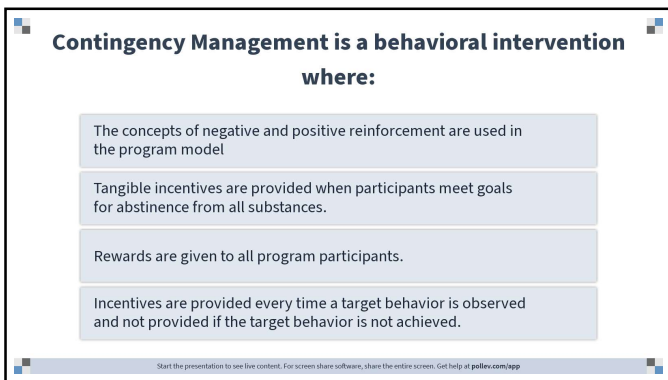 Contingency Management is a behavioral intervention
where:
The concepts of negative and positive reinforcement are used in
the program model
Tangible incentives are provided when participants meet goals
for abstinence from all substances.
Rewards are given to all program participants.
Incentives are provided every time a target behavior is observed
and not provided if the target behavior is not achieved.
Start the presentation to see live content. For screen share software, share the entire screen. Get help at pollev.com/app